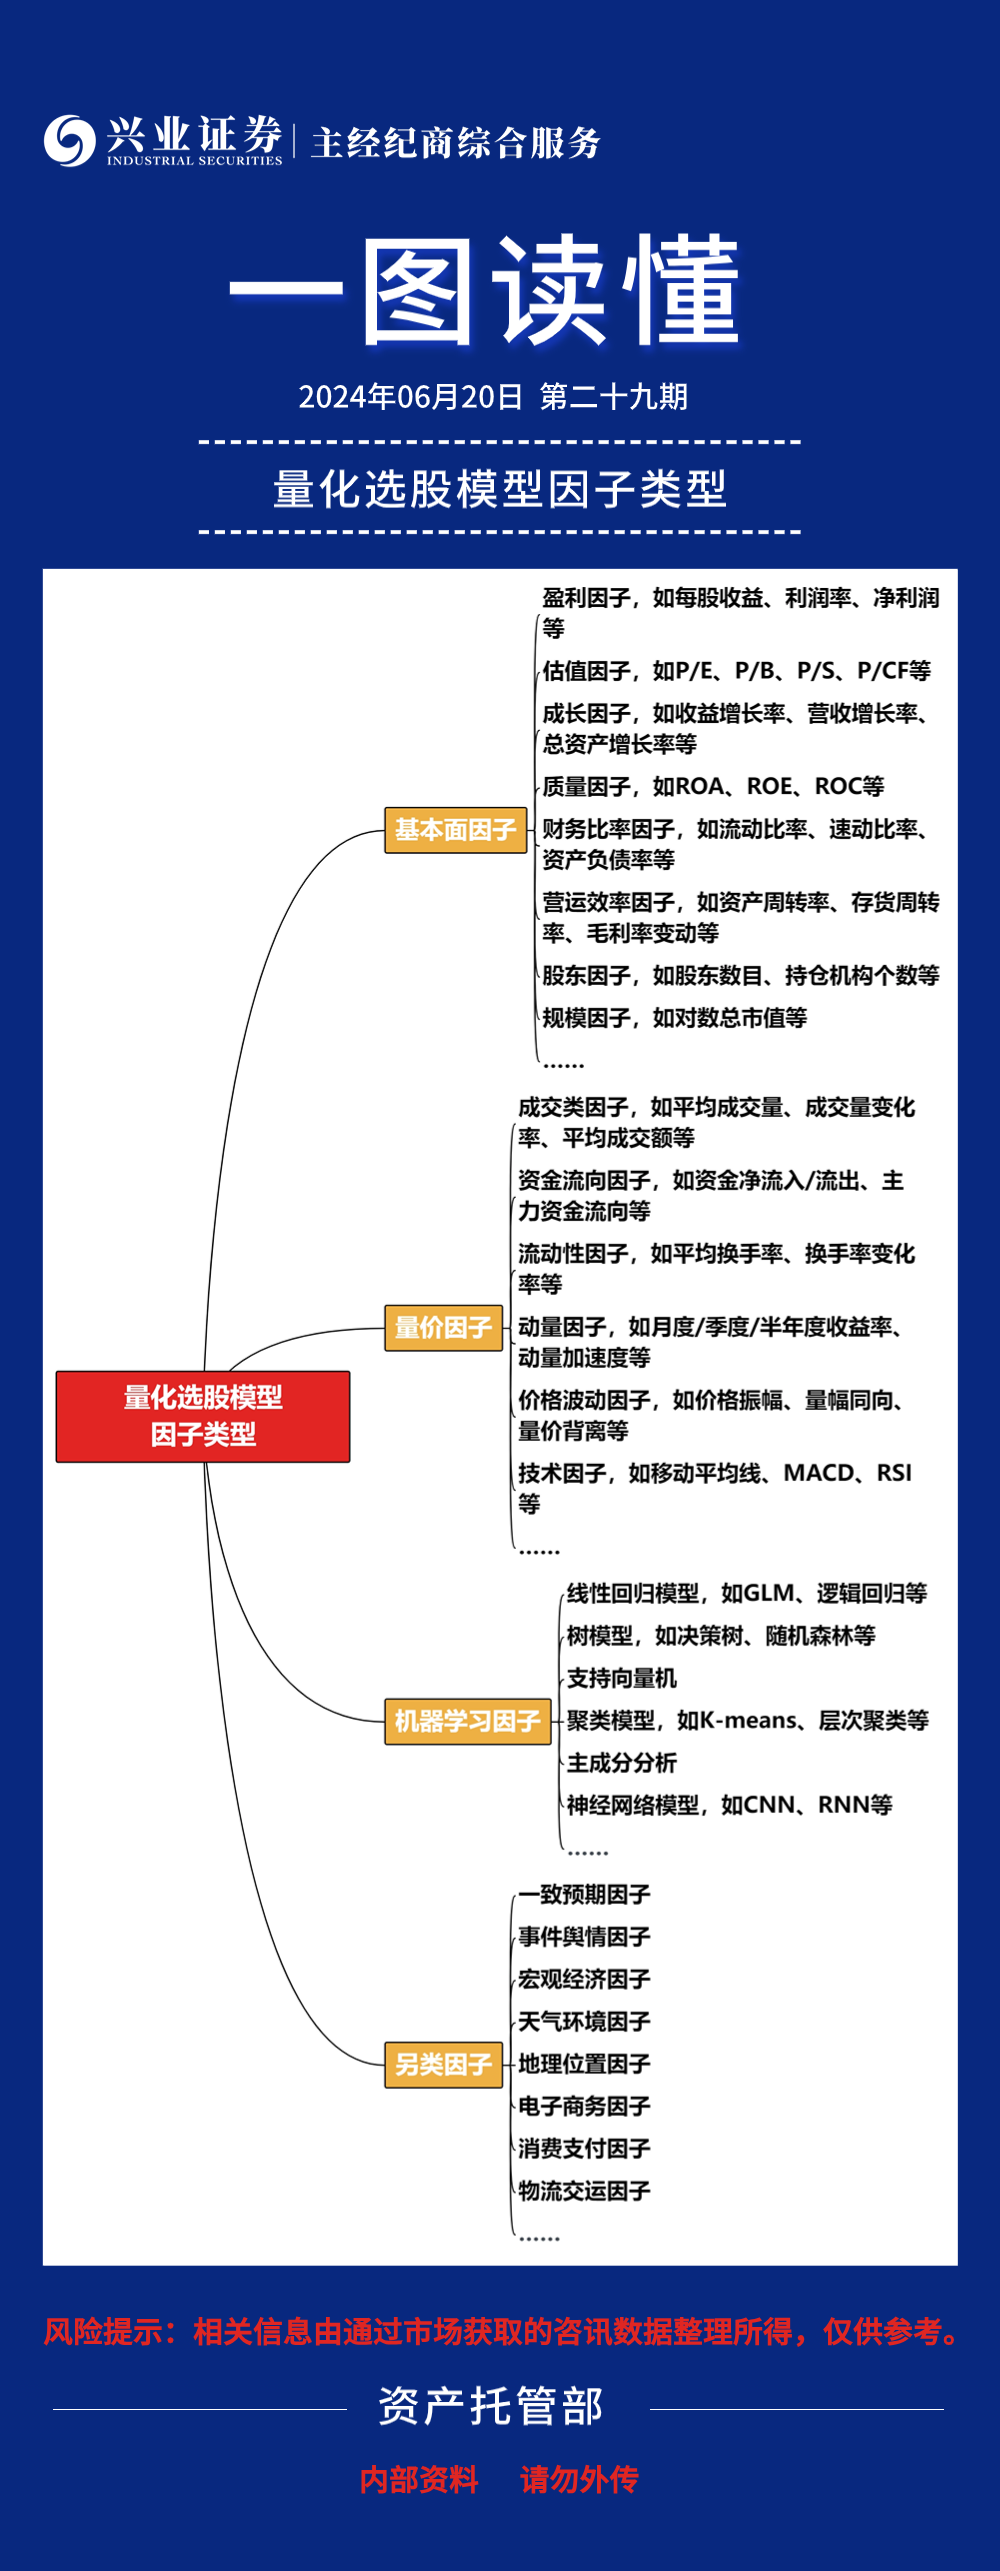 兴业证券 主经纪商综合服务
INDUSTRIAL SECURITIES
一图读懂
2024年06月20日 第二十九期
量化选股模型因子类型
量化选股模型
因子类型
基本面因子
盈利因子，如每股收益、利润率、净利润
等
估值因子，如P/E、P/B、P/S、P/CF等
成长因子，如收益增长率、营收增长率、
总资产增长率等
质量因子，如ROA、ROE、ROC等
财务比率因子，如流动比率、速动比率、
资产负债率等
营运效率因子，如资产周转率、存货周转
率、毛利率变动等
股东因子，如股东数目、持仓机构个数等
规模因子，如对数总市值等
……
量价因子
成交类因子，如平均成交量、成交量变化
率、平均成交额等
资金流向因子，如资金净流入/流出、主
力资金流向等
流动性因子，如平均换手率、换手率变化
率等
动量因子，如月度/季度/半年度收益率、
动量加速度等
价格波动因子，如价格振幅、量幅同向、
量价背离等
技术因子，如移动平均线、MACD、RSI
等
……
机器学习因子
线性回归模型，如GLM、逻辑回归等
树模型，如决策树、随机森林等
支持向量机
聚类模型，如K-means、层次聚类等
主成分分析
神经网络模型，如CNN、RNN等
……
另类因子
一致预期因子
事件舆情因子
宏观经济因子
天气环境因子
地理位置因子
电子商务因子
消费支付因子
物流交运因子
……
风险提示：相关信息由通过市场获取的咨讯数据整理所得，仅供参考。
资产托管部
内部资料 请勿外传